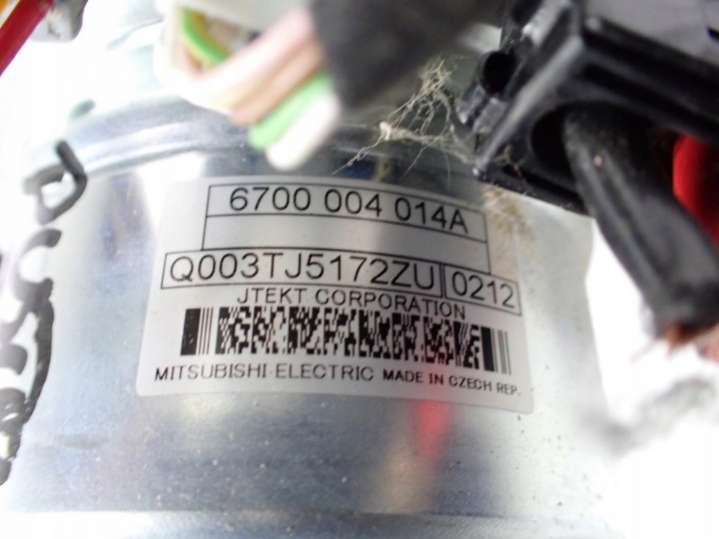 6700 004 014A
Q003TJ5172ZU 0212
JTEKT CORPORATION
MITSUBISHI ELECTRIC MADE IN CZECH REP.